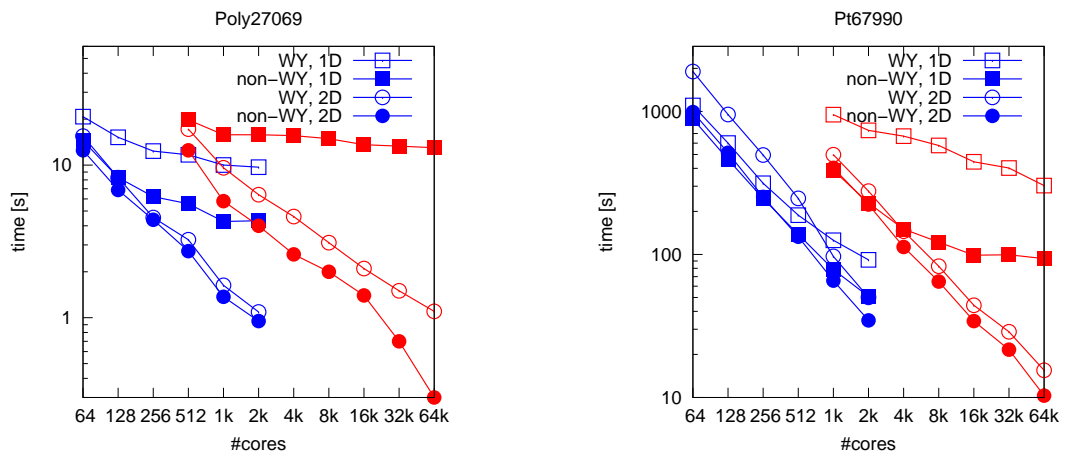 Poly27069
WY, 1D
non-WY, 1D
WY, 2D
non-WY, 2D
10
1
time [s]
64 128 256 512 1k 2k 4k 8k 16k 32k 64k
#cores
Pt67990
WY, 1D
non-WY, 1D
WY, 2D
non-WY, 2D
1000
100
10
time [s]
64 128 256 512 1k 2k 4k 8k 16k 32k 64k
#cores